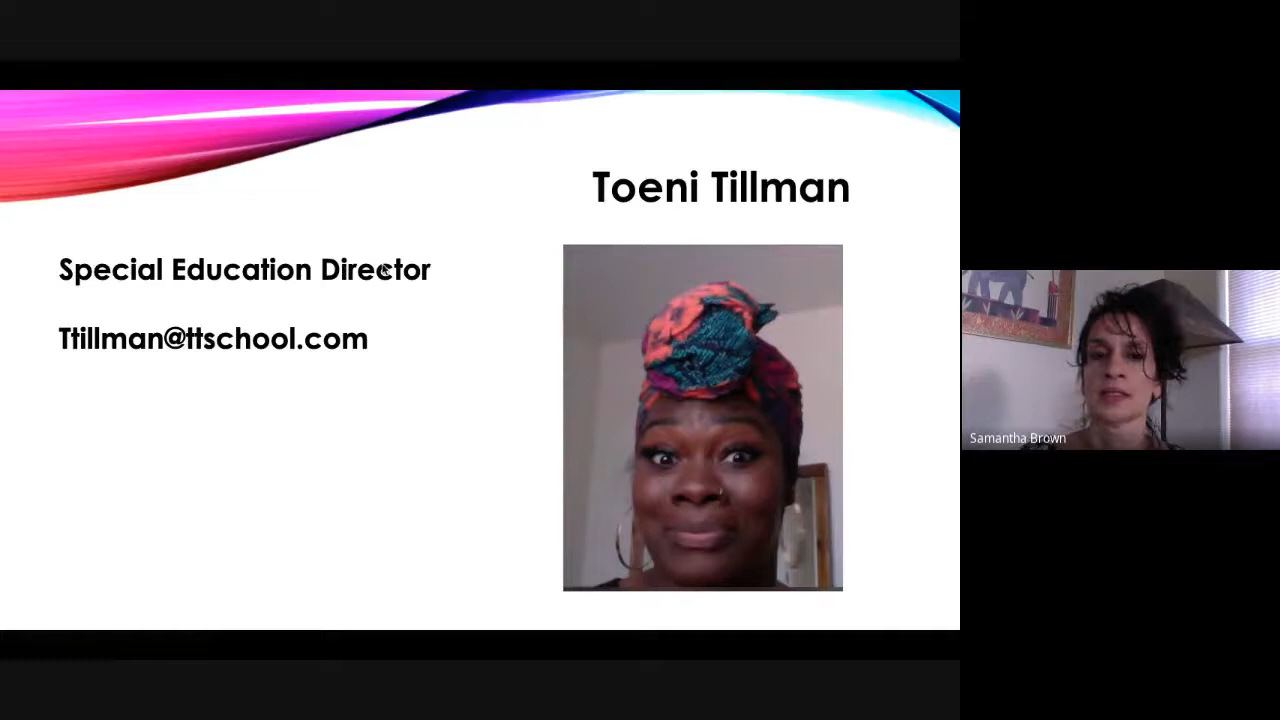 Toeni Tillman
Special Education Director
Ttillman@ttschool.com
Samantha Brown